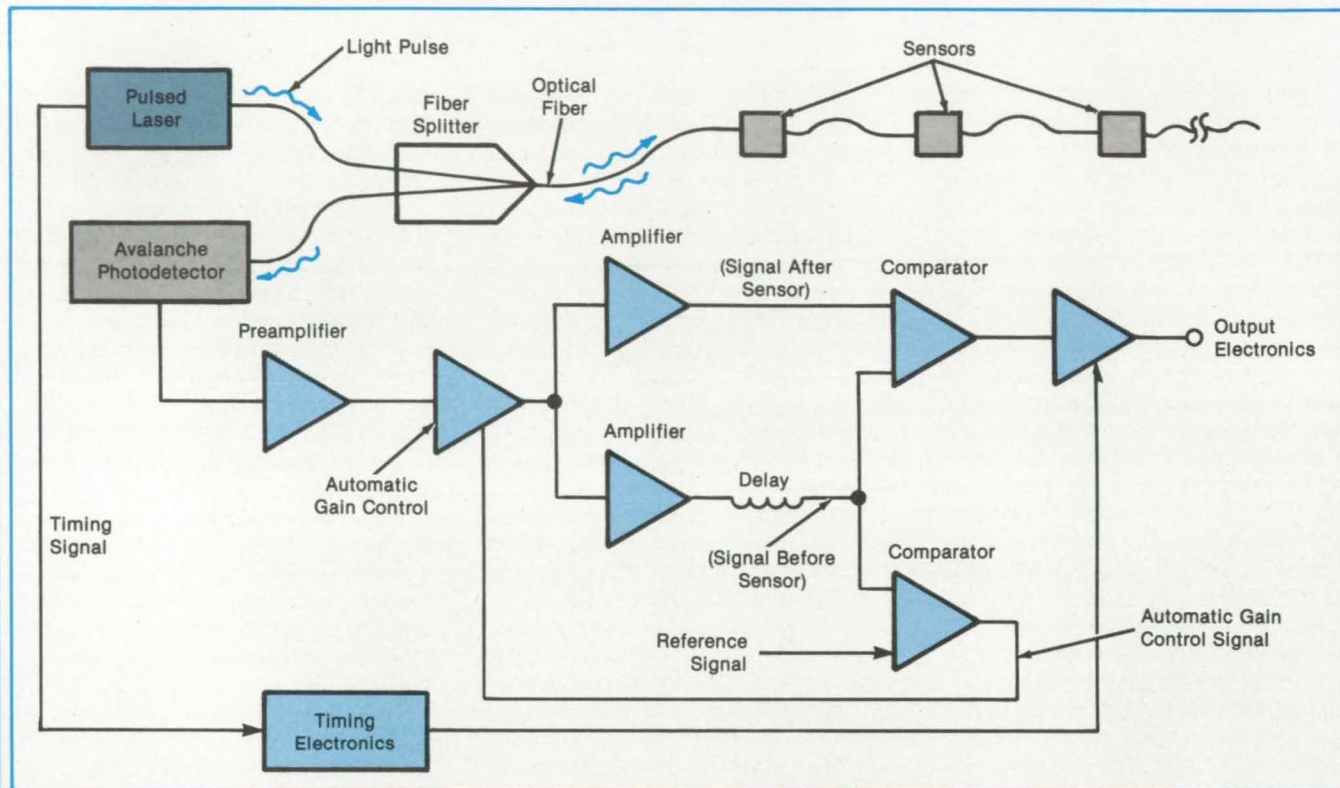 Light Pulse
Sensors
Pulsed
Laser
Fiber
Splitter
Optical
Fiber
Avalanche
Photodetector
Amplifier
(Signal After
Sensor)
Comparator
Preamplifier
Output
Electronics
Automatic
Gain Control
Amplifier
Delay
(Signal Before
Sensor)
Comparator
Timing
Signal
Reference
Signal
Automatic Gain
Control Signal
Timing
Electronics